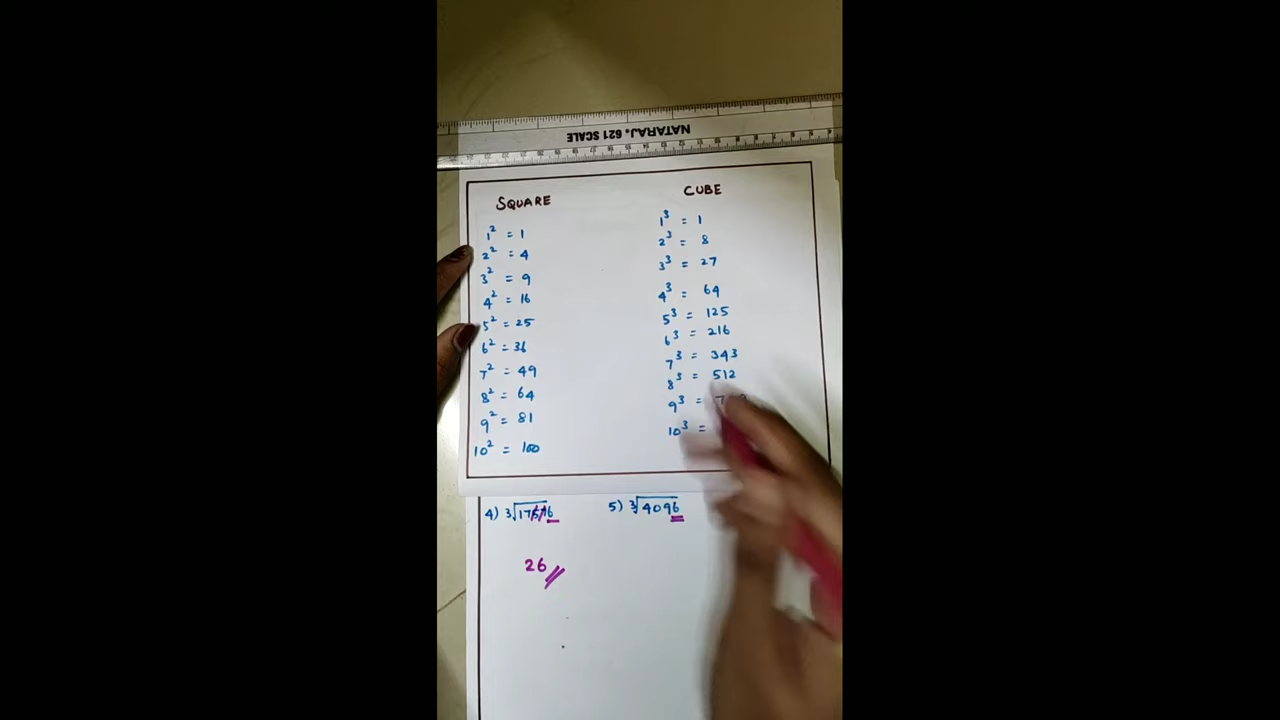 NATARAJ. 621 SCALE
SQUARE
1² = 1
2² = 4
3² = 9
4² = 16
5² = 25
6² = 36
7² = 49
8² = 64
9² = 81
10² = 100
CUBE
1³ = 1
2³ = 8
3³ = 27
4³ = 64
5³ = 125
6³ = 216
7³ = 343
8³ = 512
9³ =
10³ =
4) ³√17576
26
5) ³√4096